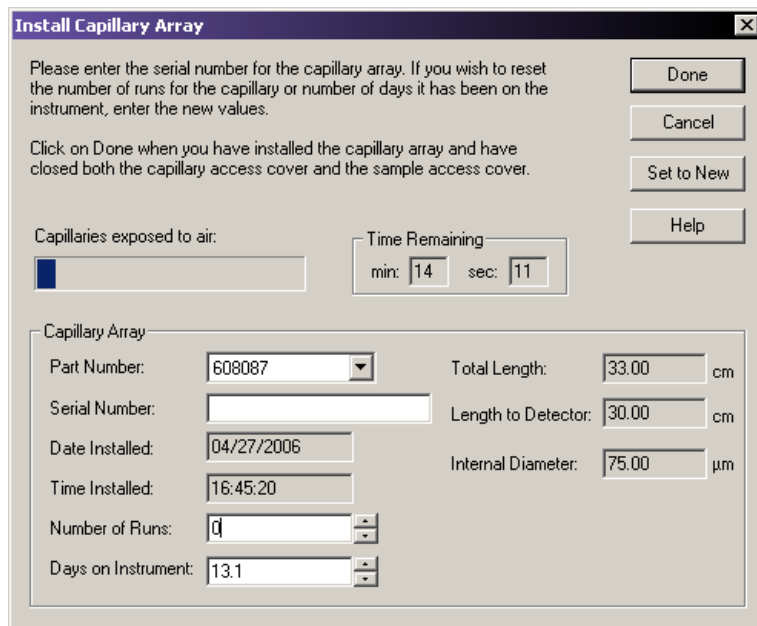 Install Capillary Array
Please enter the serial number for the capillary array. If you wish to reset
the number of runs for the capillary or number of days it has been on the
instrument, enter the new values.
Click on Done when you have installed the capillary array and have
closed both the capillary access cover and the sample access cover.
Done
Cancel
Set to New
Help
Capillaries exposed to air:
Time Remaining
min: 14 sec: 11
Capillary Array
Part Number: 608087
Serial Number:
Date Installed: 04/27/2006
Time Installed: 16:45:20
Number of Runs: 0
Days on Instrument: 13.1
Total Length: 33.00 cm
Length to Detector: 30.00 cm
Internal Diameter: 75.00 µm